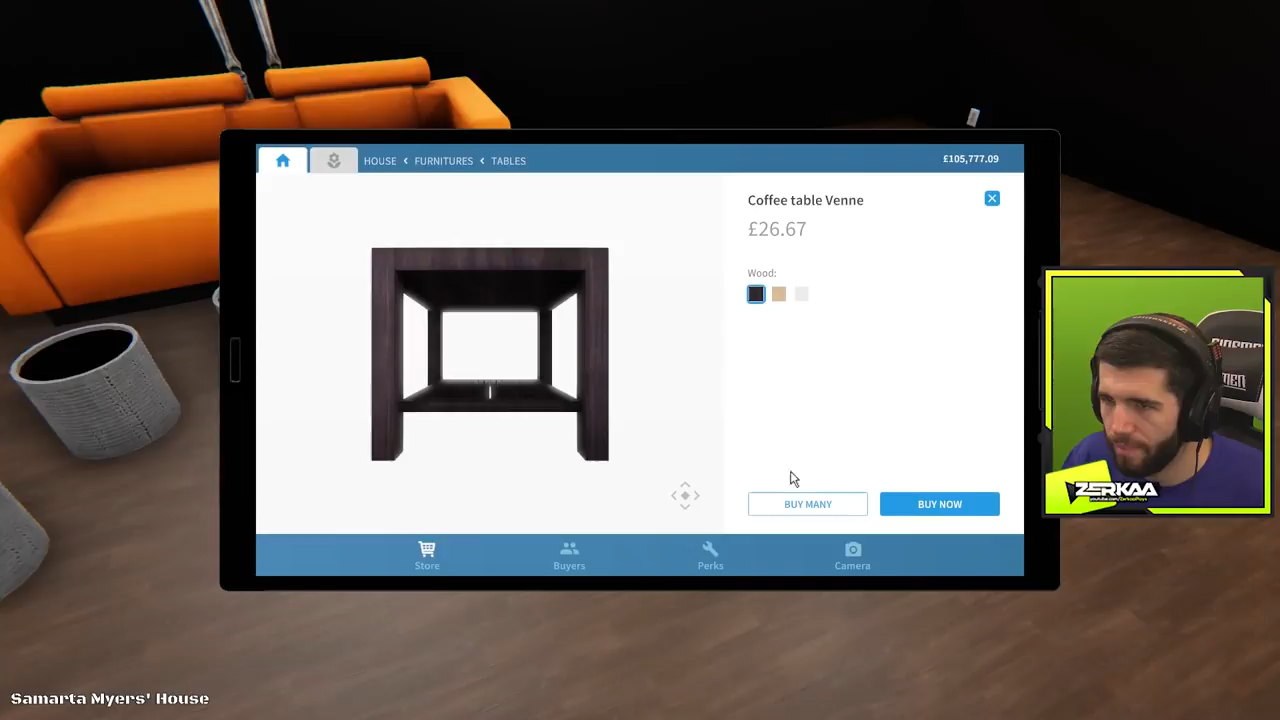 HOUSE < FURNITURES < TABLES
£105,777.09
Coffee table Venne
£26.67
Wood:
BUY MANY
BUY NOW
Store
Buyers
Perks
Camera
ZERKAA
Samarta Myers' House